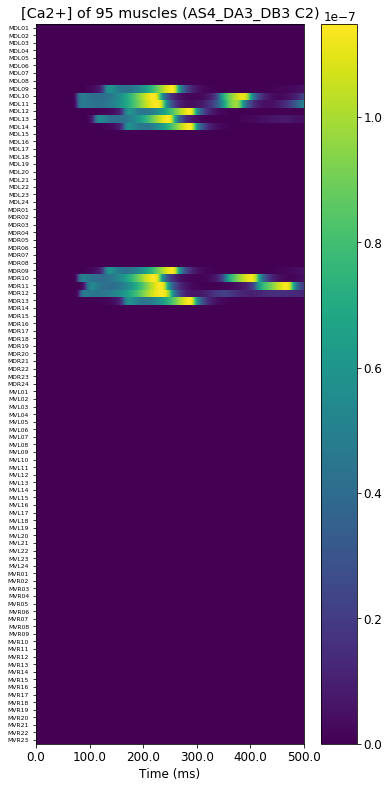 [Ca2+] of 95 muscles (AS4_DA3_DB3 C2)
1e−7
MDL01
MDL02
MDL03
MDL04
MDL05
MDL06
MDL07
MDL08
MDL09
MDL10
MDL11
MDL12
MDL13
MDL14
MDL15
MDL16
MDL17
MDL18
MDL19
MDL20
MDL21
MDL22
MDL23
MDL24
MDR01
MDR02
MDR03
MDR04
MDR05
MDR06
MDR07
MDR08
MDR09
MDR10
MDR11
MDR12
MDR13
MDR14
MDR15
MDR16
MDR17
MDR18
MDR19
MDR20
MDR21
MDR22
MDR23
MDR24
MVL01
MVL02
MVL03
MVL04
MVL05
MVL06
MVL07
MVL08
MVL09
MVL10
MVL11
MVL12
MVL13
MVL14
MVL15
MVL16
MVL17
MVL18
MVL19
MVL20
MVL21
MVL22
MVL23
MVL24
MVR01
MVR02
MVR03
MVR04
MVR05
MVR06
MVR07
MVR08
MVR09
MVR10
MVR11
MVR12
MVR13
MVR14
MVR15
MVR16
MVR17
MVR18
MVR19
MVR20
MVR21
MVR22
MVR23
0.0 100.0 200.0 300.0 400.0 500.0
Time (ms)
1.0
0.8
0.6
0.4
0.2
0.0